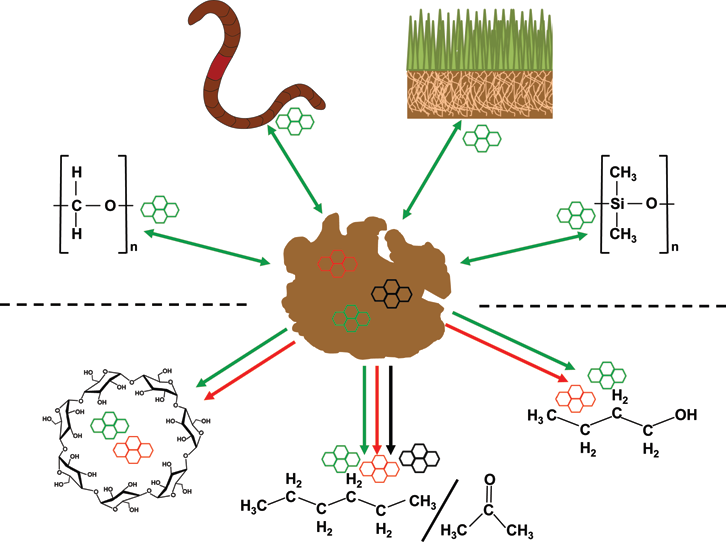 H
C O
H
n
CH₃
Si O
CH₃
n
H₂
H₃C C OH
C C
H₂ H₂
H₂ H₂
C C
H₃C CH₃
C C
H₂ H₂
O
C
H₃C CH₃